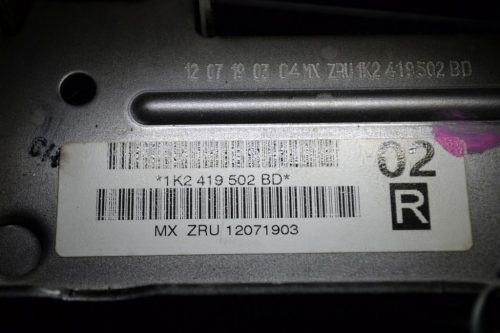 12 07 19 03 04 MX ZRU 1K2 419 502 BD
02
*1K2 419 502 BD*
R
MX ZRU 12071903